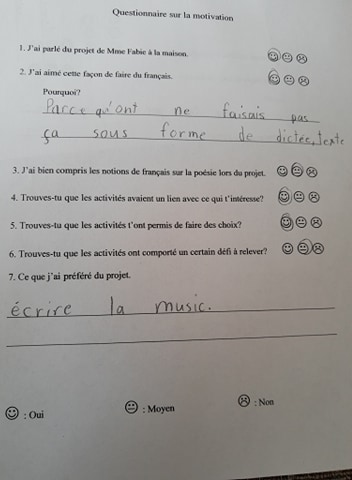 Questionnaire sur la motivation
1. J'ai parlé du projet de Mme Fabie à la maison.
2. J'ai aimé cette façon de faire du français.
Pourquoi?
Parce qu'ont ne faisais pas
ça sous forme de dictée, texte
3. J'ai bien compris les notions de français sur la poésie lors du projet.
4. Trouves-tu que les activités avaient un lien avec ce qui t'intéresse?
5. Trouves-tu que les activités t'ont permis de faire des choix?
6. Trouves-tu que les activités ont comporté un certain défi à relever?
7. Ce que j'ai préféré du projet.
écrire la music.
: Oui : Moyen : Non